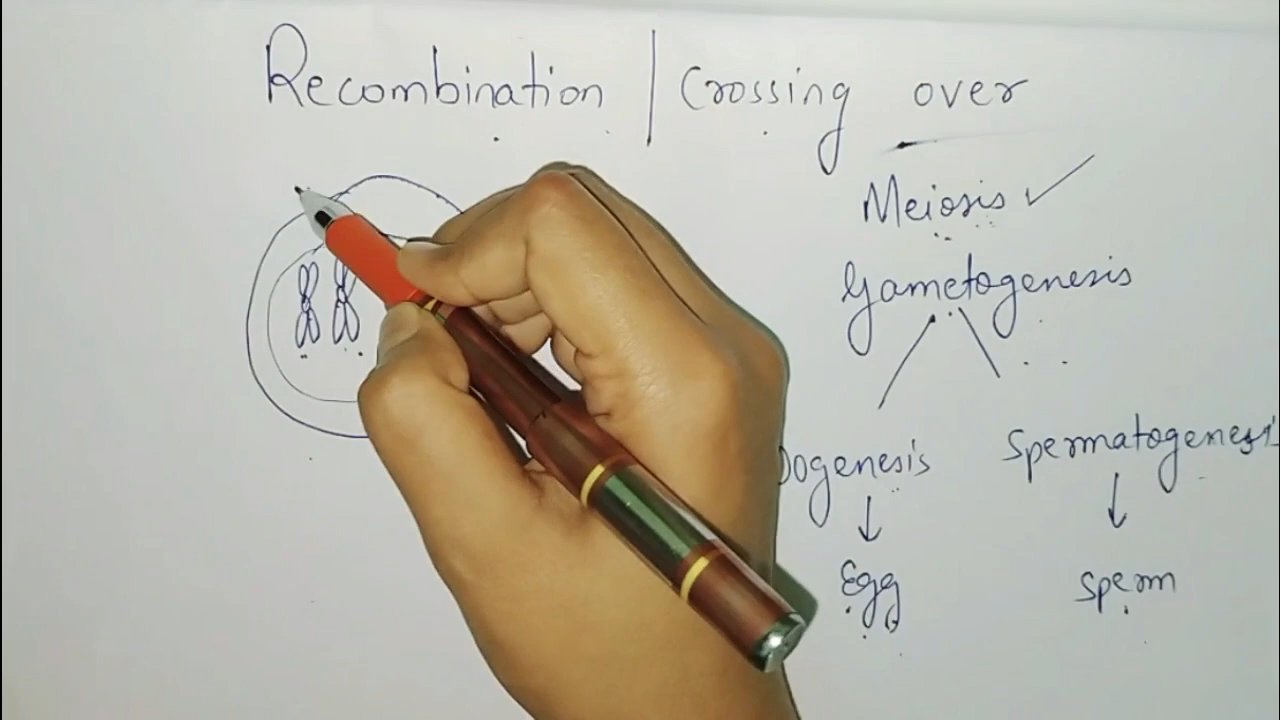 Recombination / Crossing over
Meiosis
Gametogenesis
Oogenesis Spermatogenesis
Egg Sperm